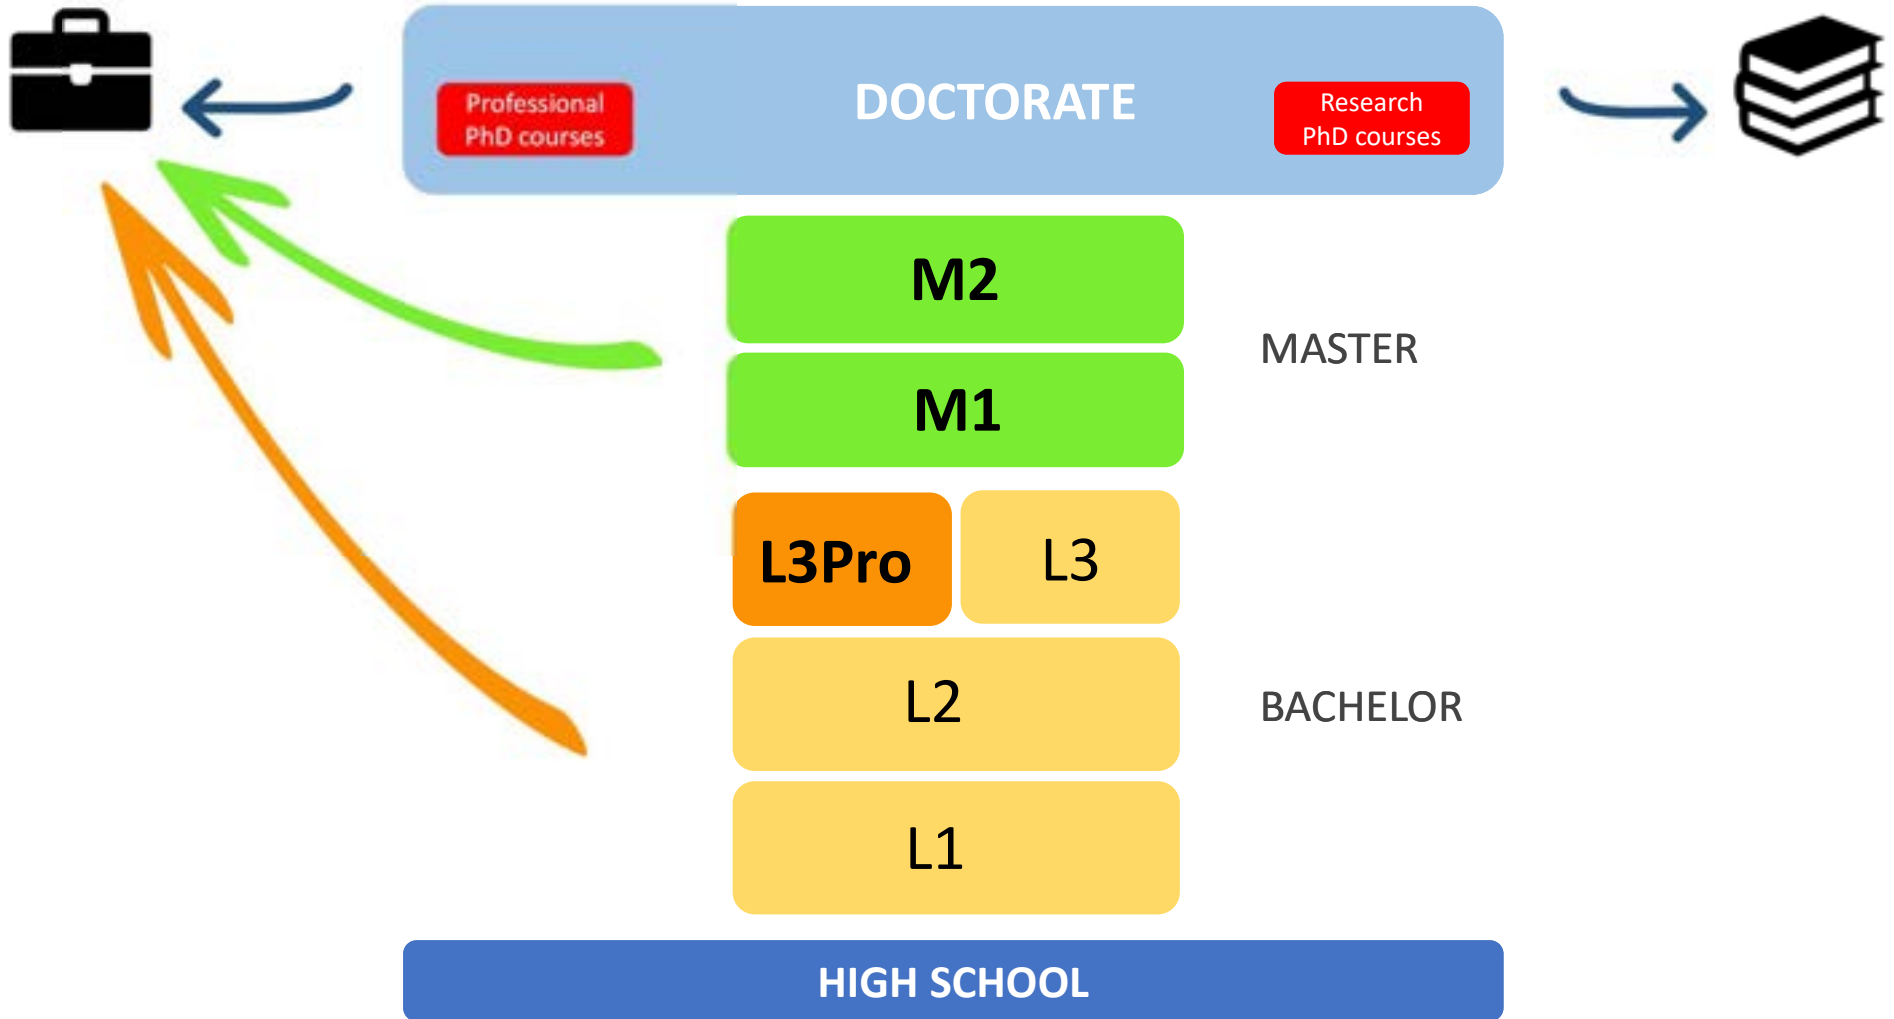 DOCTORATE
Professional
PhD courses
Research
PhD courses
M2
MASTER
M1
L3Pro
L3
L2
BACHELOR
L1
HIGH SCHOOL